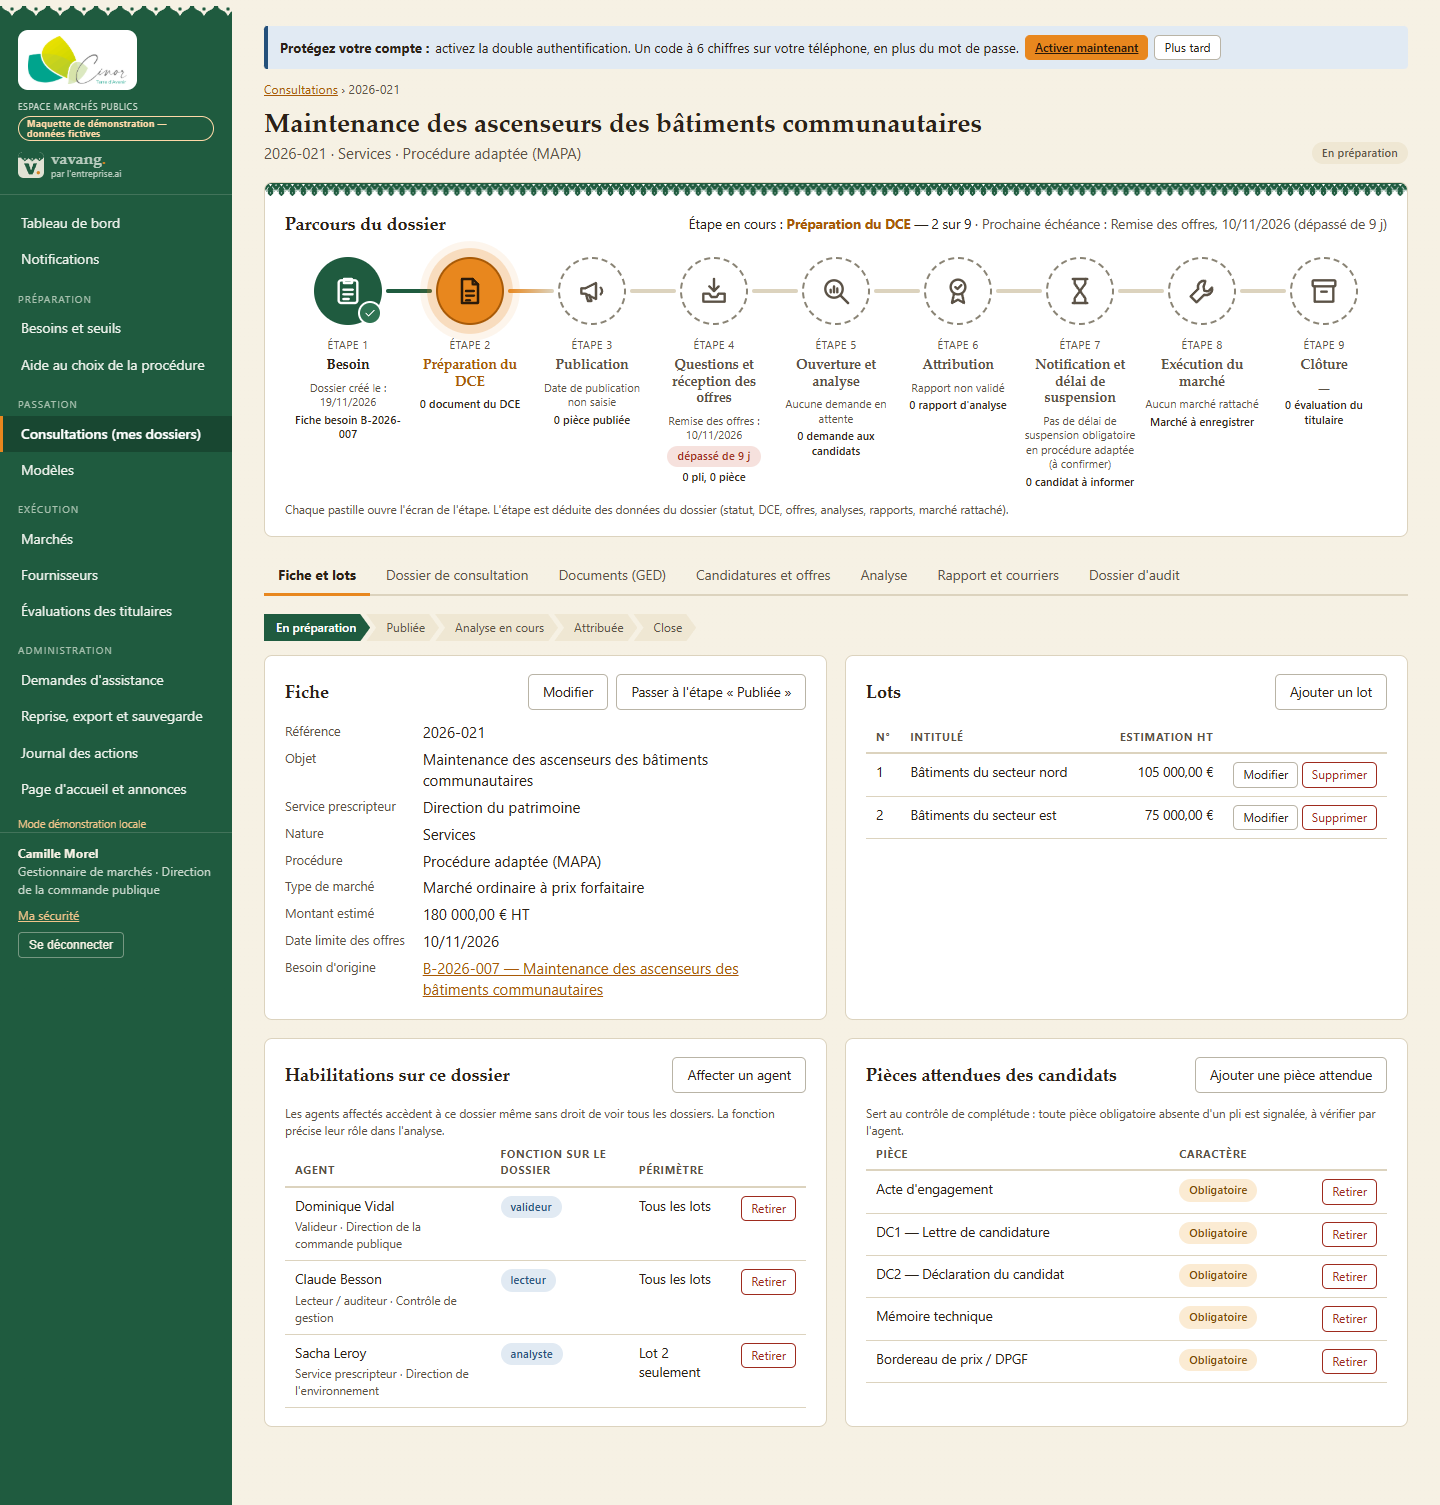 Cinor
Terre d'Avenir
ESPACE MARCHÉS PUBLICS
Maquette de démonstration —
données fictives
vavang.
par l'entreprise.ai
Tableau de bord
Notifications
PRÉPARATION
Besoins et seuils
Aide au choix de la procédure
PASSATION
Consultations (mes dossiers)
Modèles
EXÉCUTION
Marchés
Fournisseurs
Évaluations des titulaires
ADMINISTRATION
Demandes d'assistance
Reprise, export et sauvegarde
Journal des actions
Page d'accueil et annonces
Mode démonstration locale
Camille Morel
Gestionnaire de marchés · Direction
de la commande publique
Ma sécurité
Se déconnecter
Protégez votre compte : activez la double authentification. Un code à 6 chiffres sur votre téléphone, en plus du mot de passe. Activer maintenant Plus tard
Consultations › 2026-021
Maintenance des ascenseurs des bâtiments communautaires
2026-021 · Services · Procédure adaptée (MAPA)
En préparation
Parcours du dossier
Étape en cours : Préparation du DCE — 2 sur 9 · Prochaine échéance : Remise des offres, 10/11/2026 (dépassé de 9 j)
ÉTAPE 1
Besoin
Dossier créé le :
19/11/2026
Fiche besoin B-2026-
007
ÉTAPE 2
Préparation du
DCE
0 document du DCE
ÉTAPE 3
Publication
Date de publication
non saisie
0 pièce publiée
ÉTAPE 4
Questions et
réception des
offres
Remise des offres :
10/11/2026
dépassé de 9 j
0 pli, 0 pièce
ÉTAPE 5
Ouverture et
analyse
Aucune demande en
attente
0 demande aux
candidats
ÉTAPE 6
Attribution
Rapport non validé
0 rapport d'analyse
ÉTAPE 7
Notification et
délai de
suspension
Pas de délai de
suspension obligatoire
en procédure adaptée
(à confirmer)
0 candidat à informer
ÉTAPE 8
Exécution du
marché
Aucun marché rattaché
Marché à enregistrer
ÉTAPE 9
Clôture
—
0 évaluation du
titulaire
Chaque pastille ouvre l'écran de l'étape. L'étape est déduite des données du dossier (statut, DCE, offres, analyses, rapports, marché rattaché).
Fiche et lots Dossier de consultation Documents (GED) Candidatures et offres Analyse Rapport et courriers Dossier d'audit
En préparation Publiée Analyse en cours Attribuée Close
Fiche
Modifier Passer à l'étape « Publiée »
Référence 2026-021
Objet Maintenance des ascenseurs des bâtiments
communautaires
Service prescripteur Direction du patrimoine
Nature Services
Procédure Procédure adaptée (MAPA)
Type de marché Marché ordinaire à prix forfaitaire
Montant estimé 180 000,00 € HT
Date limite des offres 10/11/2026
Besoin d'origine B-2026-007 — Maintenance des ascenseurs des
bâtiments communautaires
Lots
Ajouter un lot
N° INTITULÉ ESTIMATION HT
1 Bâtiments du secteur nord 105 000,00 € Modifier Supprimer
2 Bâtiments du secteur est 75 000,00 € Modifier Supprimer
Habilitations sur ce dossier
Affecter un agent
Les agents affectés accèdent à ce dossier même sans droit de voir tous les dossiers. La fonction
précise leur rôle dans l'analyse.
AGENT FONCTION SUR LE
DOSSIER PÉRIMÈTRE
Dominique Vidal valideur Tous les lots Retirer
Valideur · Direction de la
commande publique
Claude Besson lecteur Tous les lots Retirer
Lecteur / auditeur · Contrôle de
gestion
Sacha Leroy analyste Lot 2
seulement Retirer
Service prescripteur · Direction de
l'environnement
Pièces attendues des candidats
Ajouter une pièce attendue
Sert au contrôle de complétude : toute pièce obligatoire absente d'un pli est signalée, à vérifier par
l'agent.
PIÈCE CARACTÈRE
Acte d'engagement Obligatoire Retirer
DC1 — Lettre de candidature Obligatoire Retirer
DC2 — Déclaration du candidat Obligatoire Retirer
Mémoire technique Obligatoire Retirer
Bordereau de prix / DPGF Obligatoire Retirer